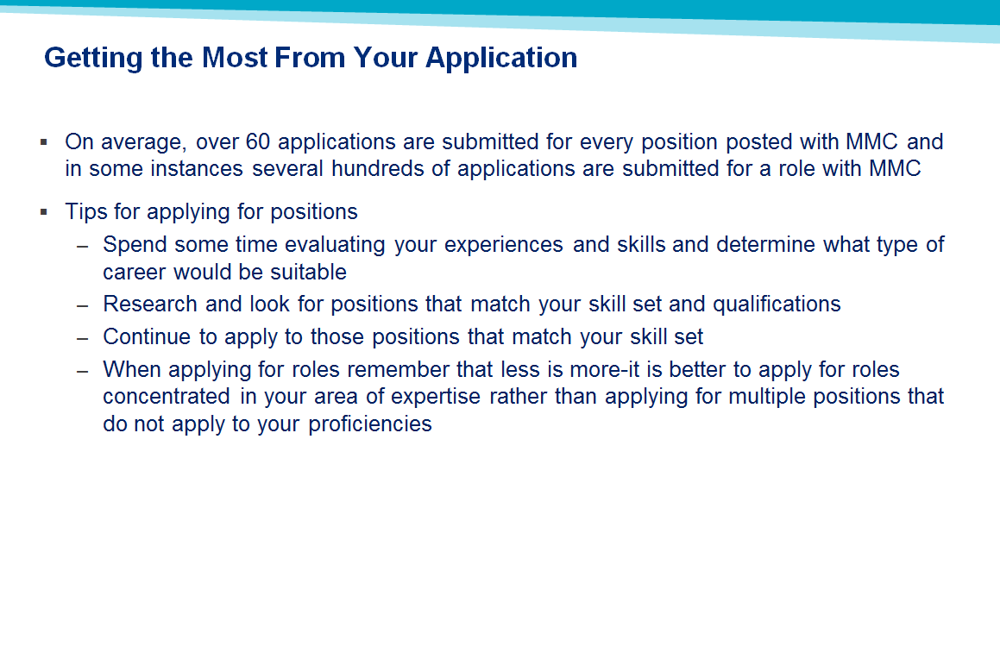 Getting the Most From Your Application
▪ On average, over 60 applications are submitted for every position posted with MMC and
in some instances several hundreds of applications are submitted for a role with MMC
▪ Tips for applying for positions
– Spend some time evaluating your experiences and skills and determine what type of
career would be suitable
– Research and look for positions that match your skill set and qualifications
– Continue to apply to those positions that match your skill set
– When applying for roles remember that less is more-it is better to apply for roles
concentrated in your area of expertise rather than applying for multiple positions that
do not apply to your proficiencies